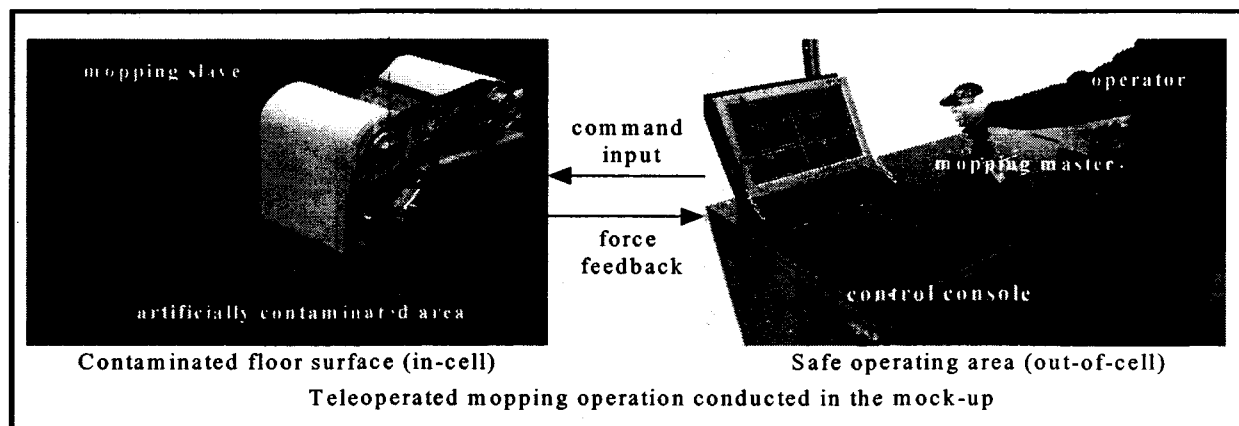 mopping slave
artificially contaminated area
command
input
force
feedback
operator
mopping master
control console
Contaminated floor surface (in-cell)
Safe operating area (out-of-cell)
Teleoperated mopping operation conducted in the mock-up